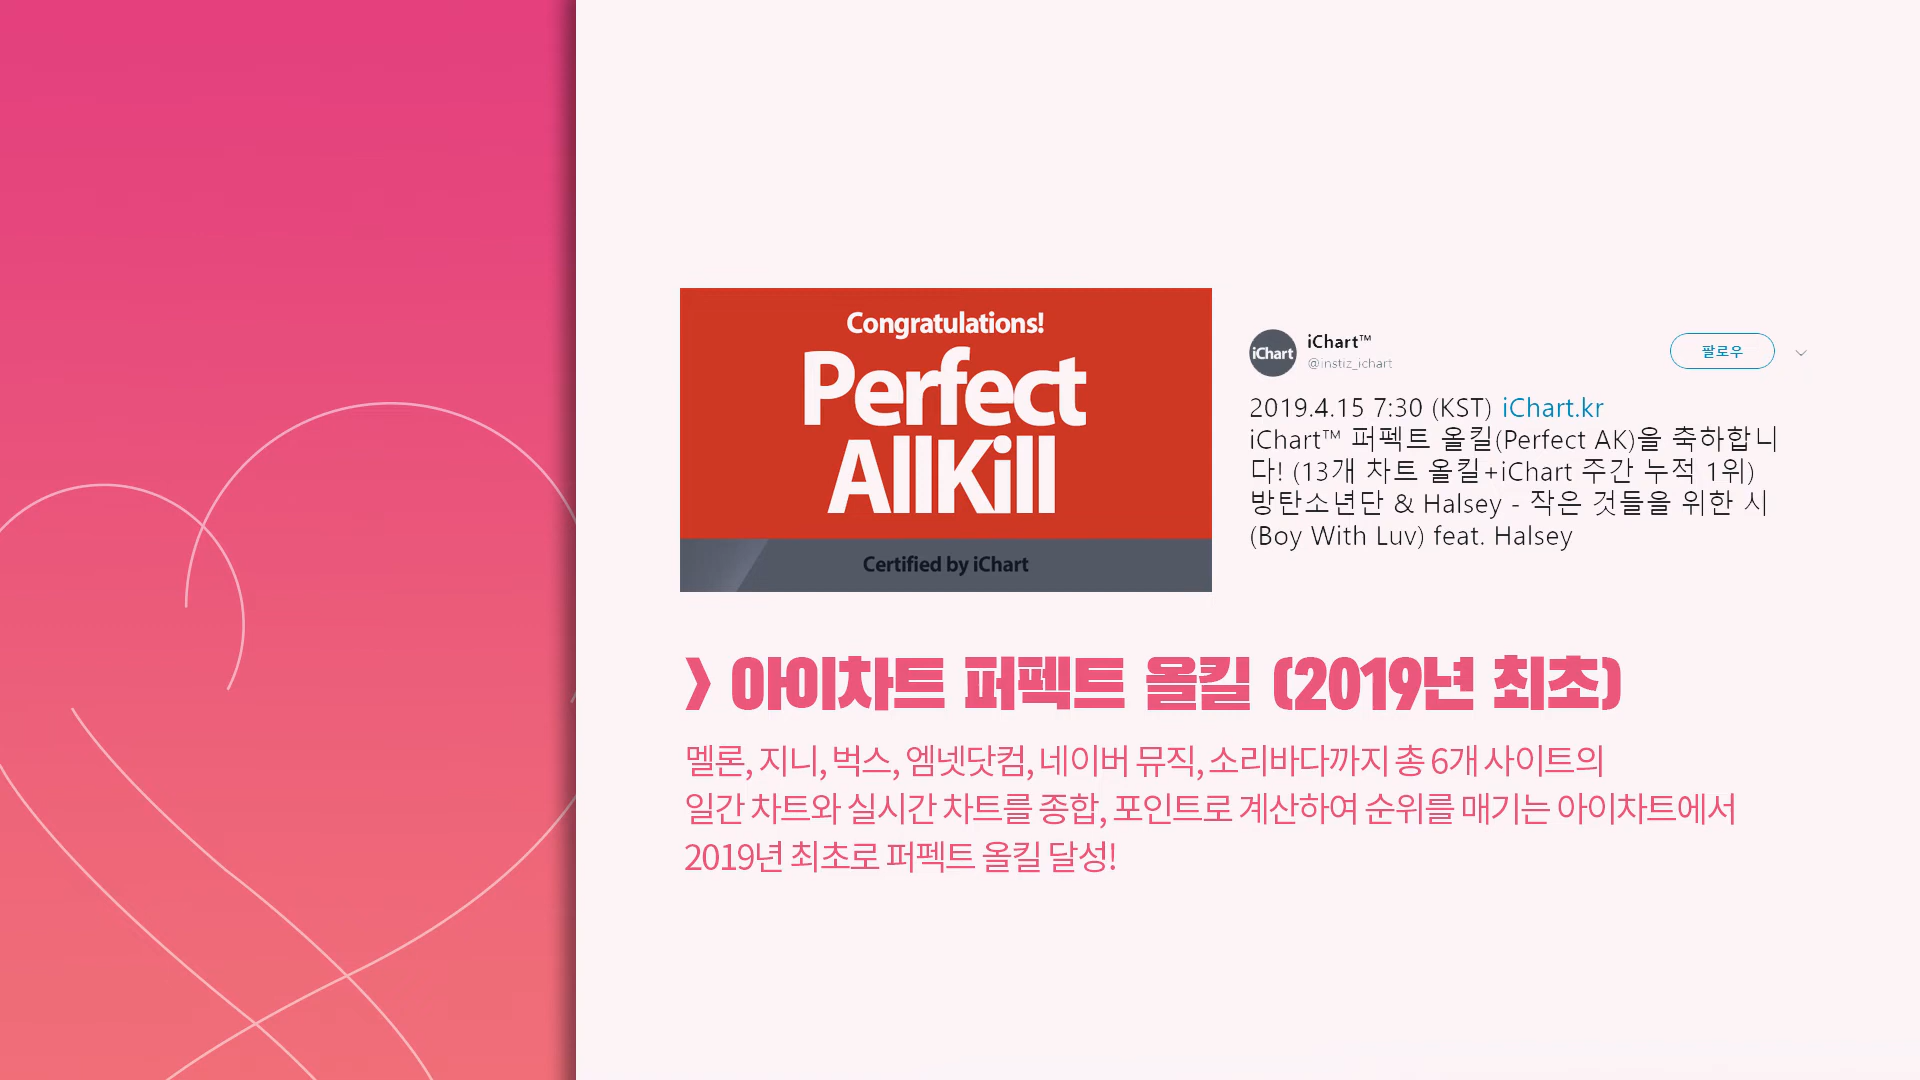 Congratulations!
Perfect
AllKill
Certified by iChart
iChart
iChart™
@instiz_ichart
팔로우
2019.4.15 7:30 (KST) iChart.kr
iChart™ 퍼펙트 올킬(Perfect AK)을 축하합니
다! (13개 차트 올킬+iChart 주간 누적 1위)
방탄소년단 & Halsey - 작은 것들을 위한 시
(Boy With Luv) feat. Halsey
> 아이차트 퍼펙트 올킬 (2019년 최초)
멜론, 지니, 벅스, 엠넷닷컴, 네이버 뮤직, 소리바다까지 총 6개 사이트의
일간 차트와 실시간 차트를 종합, 포인트로 계산하여 순위를 매기는 아이차트에서
2019년 최초로 퍼펙트 올킬 달성!